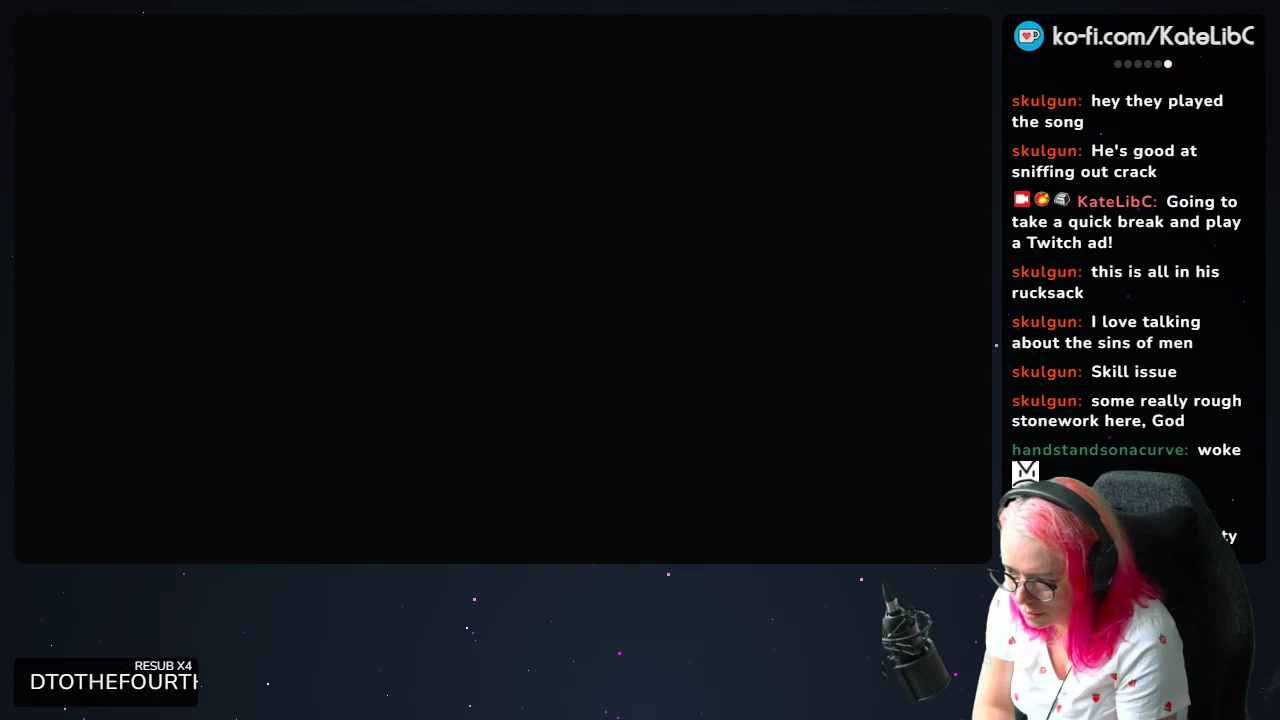 ko-fi.com/KateLibC
skulgun: hey they played
the song
skulgun: He's good at
sniffing out crack
KateLibC: Going to
take a quick break and play
a Twitch ad!
skulgun: this is all in his
rucksack
skulgun: I love talking
about the sins of men
skulgun: Skill issue
skulgun: some really rough
stonework here, God
handstandsonacurve: woke
RESUB X4
DTOTHEFOURTH